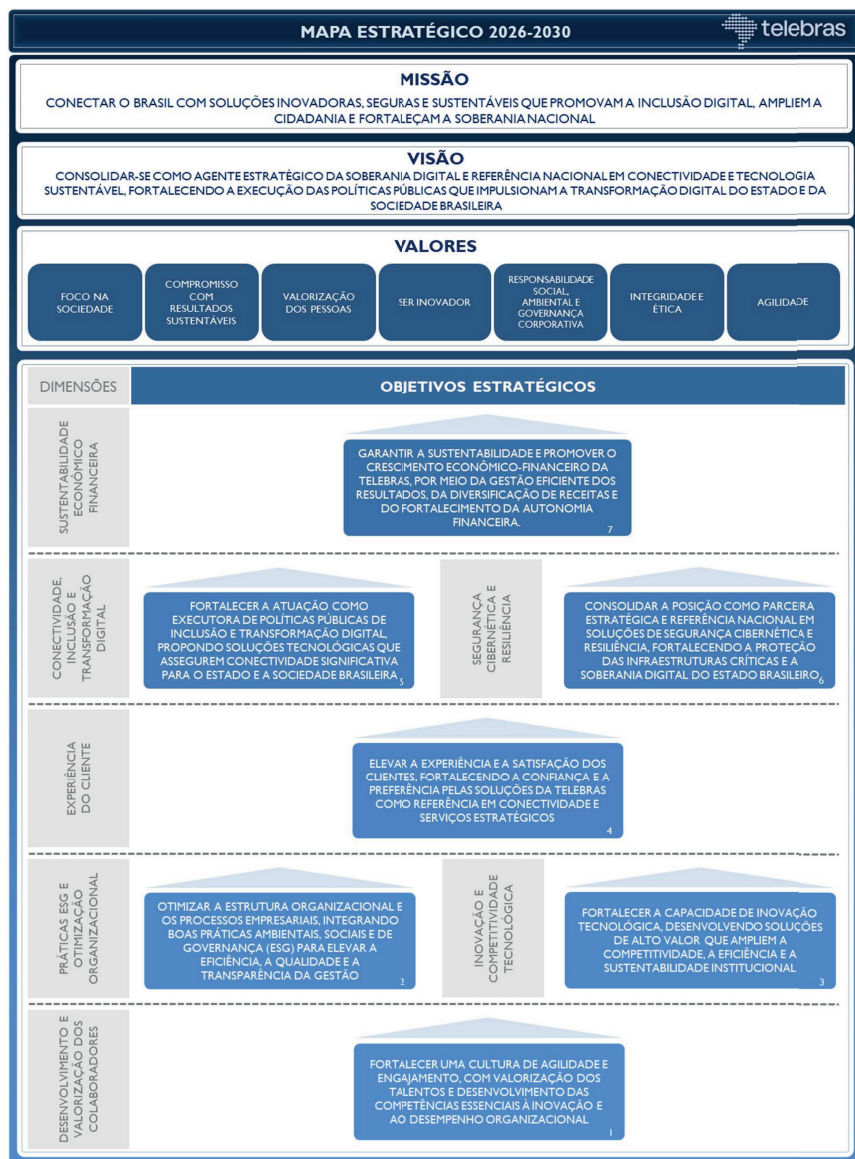 MAPA ESTRATÉGICO 2026-2030
telebras
MISSÃO
CONECTAR O BRASIL COM SOLUÇÕES INOVADORAS, SEGURAS E SUSTENTÁVEIS QUE PROMOVAM A INCLUSÃO DIGITAL, AMPLIEM A
CIDADANIA E FORTALEÇAM A SOBERANIA NACIONAL
VISÃO
CONSOLIDAR-SE COMO AGENTE ESTRATÉGICO DA SOBERANIA DIGITAL E REFERÊNCIA NACIONAL EM CONECTIVIDADE E TECNOLOGIA
SUSTENTÁVEL, FORTALECENDO A EXECUÇÃO DAS POLÍTICAS PÚBLICAS QUE IMPULSIONAM A TRANSFORMAÇÃO DIGITAL DO ESTADO E DA
SOCIEDADE BRASILEIRA
VALORES
FOCO NA
SOCIEDADE
COMPROMISSO
COM
RESULTADOS
SUSTENTÁVEIS
VALORIZAÇÃO
DOS PESSOAS
SER INOVADOR
RESPONSABILIDADE
SOCIAL,
AMBIENTAL E
GOVERNANÇA
CORPORATIVA
INTEGRIDADE E
ÉTICA
AGILIDADE
DIMENSÕES
OBJETIVOS ESTRATÉGICOS
SUSTENTABILIDADE
ECONÔMICO
FINANCEIRA
GARANTIR A SUSTENTABILIDADE E PROMOVER O
CRESCIMENTO ECONÔMICO-FINANCEIRO DA
TELEBRAS, POR MEIO DA GESTÃO EFICIENTE DOS
RESULTADOS, DA DIVERSIFICAÇÃO DE RECEITAS E
DO FORTALECIMENTO DA AUTONOMIA
FINANCEIRA.
7
CONECTIVIDADE,
INCLUSÃO E
TRANSFORMAÇÃO
DIGITAL
FORTALECER A ATUAÇÃO COMO
EXECUTORA DE POLÍTICAS PÚBLICAS DE
INCLUSÃO E TRANSFORMAÇÃO DIGITAL,
PROPONDO SOLUÇÕES TECNOLÓGICAS QUE
ASSEGUREM CONECTIVIDADE SIGNIFICATIVA
PARA O ESTADO E A SOCIEDADE BRASILEIRA
5
SEGURANÇA
CIBERNÉTICA E
RESILIÊNCIA
CONSOLIDAR A POSIÇÃO COMO PARCEIRA
ESTRATÉGICA E REFERÊNCIA NACIONAL EM
SOLUÇÕES DE SEGURANÇA CIBERNÉTICA E
RESILIÊNCIA, FORTALECENDO A PROTEÇÃO
DAS INFRAESTRUTURAS CRÍTICAS E A
SOBERANIA DIGITAL DO ESTADO BRASILEIRO
6
EXPERIÊNCIA
DO CLIENTE
ELEVAR A EXPERIÊNCIA E A SATISFAÇÃO DOS
CLIENTES, FORTALECENDO A CONFIANÇA E A
PREFERÊNCIA PELAS SOLUÇÕES DA TELEBRAS
COMO REFERÊNCIA EM CONECTIVIDADE E
SERVIÇOS ESTRATÉGICOS
4
PRÁTICAS ESG E
OTIMIZAÇÃO
ORGANIZACIONAL
OTIMIZAR A ESTRUTURA ORGANIZACIONAL E
OS PROCESSOS EMPRESARIAIS, INTEGRANDO
BOAS PRÁTICAS AMBIENTAIS, SOCIAIS E DE
GOVERNANÇA (ESG) PARA ELEVAR A
EFICIÊNCIA, A QUALIDADE E A
TRANSPARÊNCIA DA GESTÃO
2
INOVAÇÃO E
COMPETITIVIDADE
TECNOLÓGICA
FORTALECER A CAPACIDADE DE INOVAÇÃO
TECNOLÓGICA, DESENVOLVENDO SOLUÇÕES
DE ALTO VALOR QUE AMPLIEM A
COMPETITIVIDADE, A EFICIÊNCIA E A
SUSTENTABILIDADE INSTITUCIONAL
3
DESENVOLVIMENTO E
VALORIZAÇÃO DOS
COLABORADORES
FORTALECER UMA CULTURA DE AGILIDADE E
ENGAJAMENTO, COM VALORIZAÇÃO DOS
TALENTOS E DESENVOLVIMENTO DAS
COMPETÊNCIAS ESSENCIAIS À INOVAÇÃO E
AO DESEMPENHO ORGANIZACIONAL
1